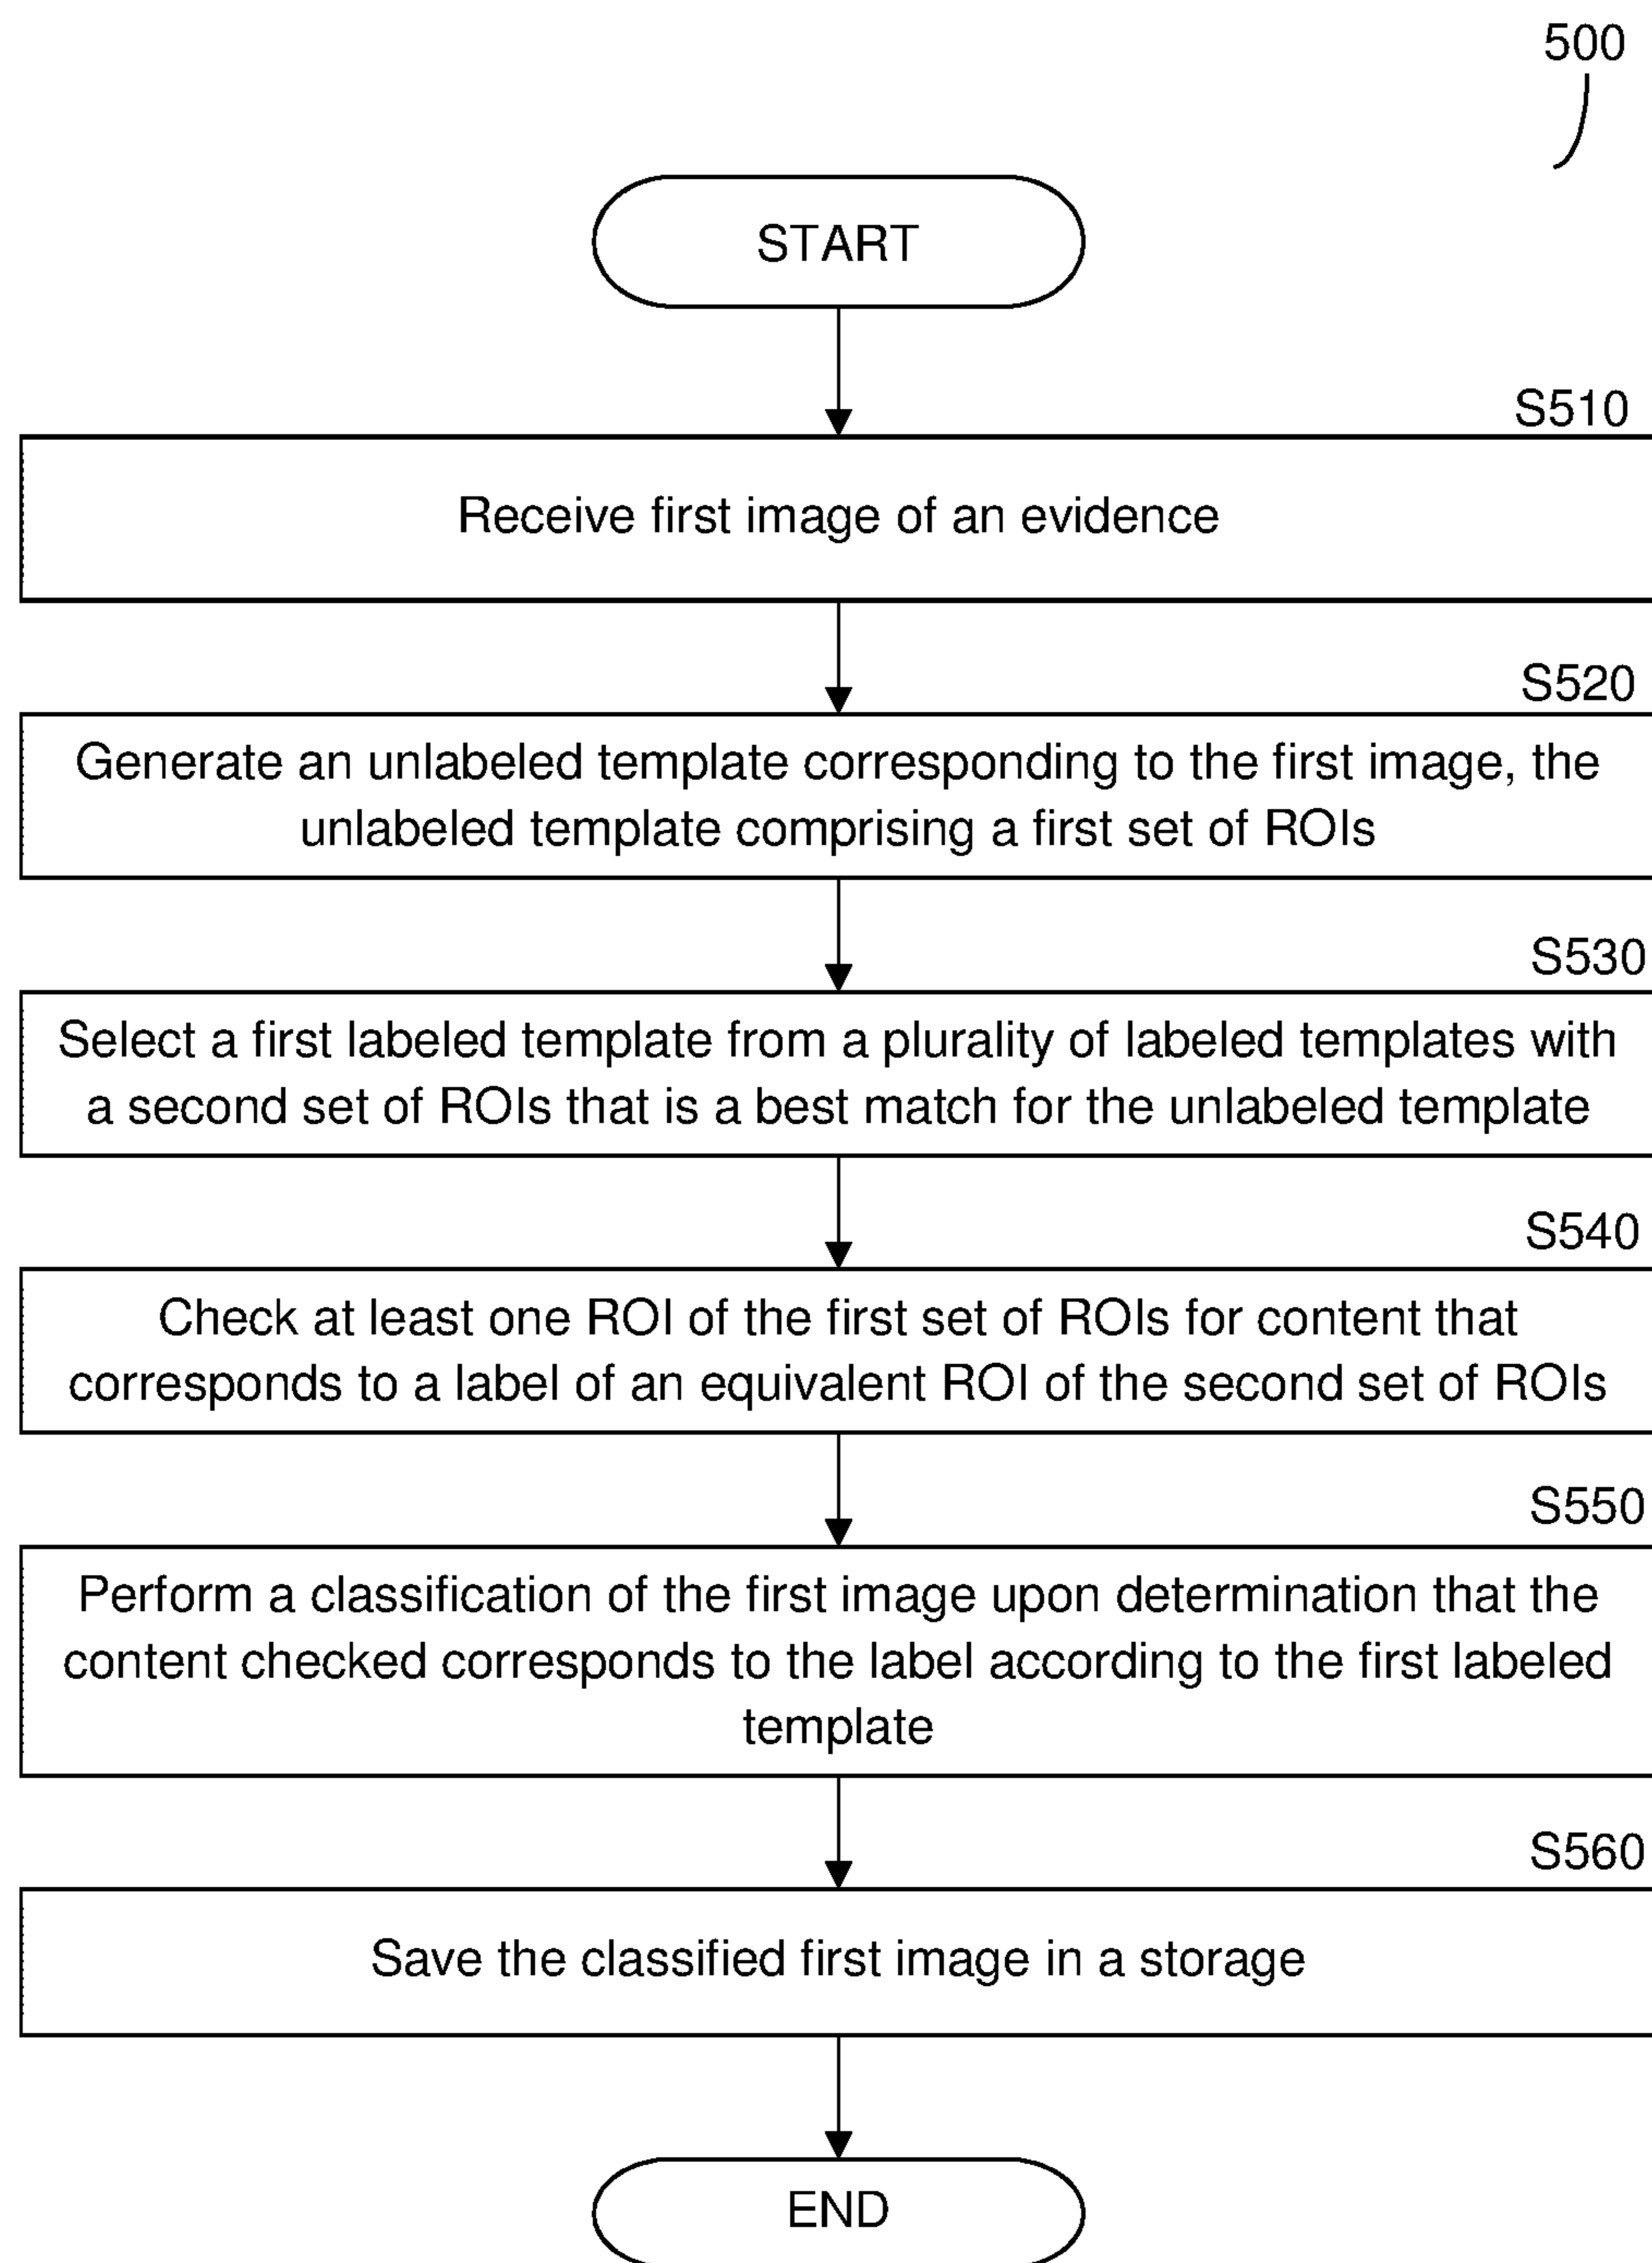 500
START
S510
Receive first image of an evidence
S520
Generate an unlabeled template corresponding to the first image, the
unlabeled template comprising a first set of ROIs
S530
Select a first labeled template from a plurality of labeled templates with
a second set of ROIs that is a best match for the unlabeled template
S540
Check at least one ROI of the first set of ROIs for content that
corresponds to a label of an equivalent ROI of the second set of ROIs
S550
Perform a classification of the first image upon determination that the
content checked corresponds to the label according to the first labeled
template
S560
Save the classified first image in a storage
END